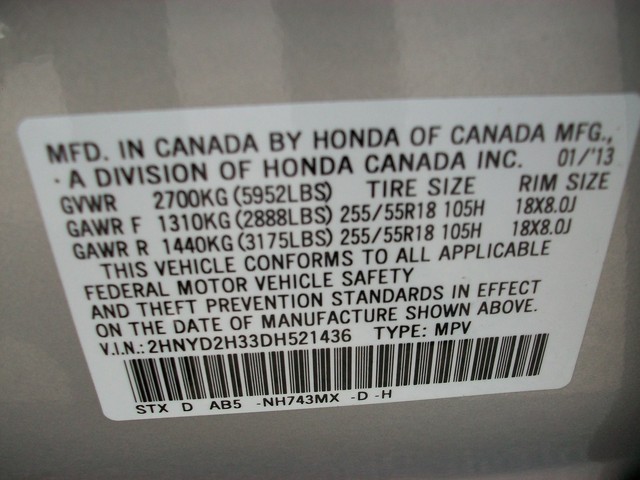 MFD. IN CANADA BY HONDA OF CANADA MFG.,
A DIVISION OF HONDA CANADA INC. 01/'13
GVWR 2700KG (5952LBS) TIRE SIZE RIM SIZE
GAWR F 1310KG (2888LBS) 255/55R18 105H 18X8.0J
GAWR R 1440KG (3175LBS) 255/55R18 105H 18X8.0J
THIS VEHICLE CONFORMS TO ALL APPLICABLE
FEDERAL MOTOR VEHICLE SAFETY
AND THEFT PREVENTION STANDARDS IN EFFECT
ON THE DATE OF MANUFACTURE SHOWN ABOVE.
V.I.N.: 2HNYD2H33DH521436 TYPE: MPV
STX D AB5 -NH743MX -D -H